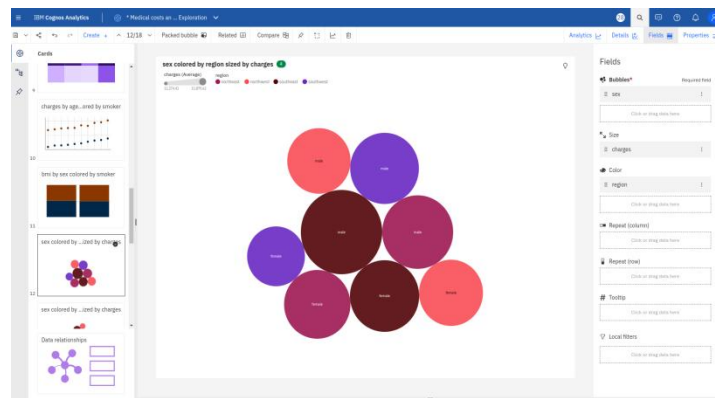 IBM Cognos Analytics
* Medical costs an ... Exploration
Create +
12/18
Packed bubble
Related
Compare
Analytics
Details
Fields
Properties
Cards
9
charges by age...ored by smoker
10
bmi by sex colored by smoker
11
sex colored by ...ized by charges
12
sex colored by ...ized by charges
Data relationships
sex colored by region sized by charges
charges (Average)
region
northeast
northwest
southeast
southwest
male
male
male
male
female
female
female
female
Fields
Bubbles*
Required field
sex
Click or drag data here
Size
charges
Color
region
Click or drag data here
Repeat (column)
Click or drag data here
Repeat (row)
Click or drag data here
Tooltip
Click or drag data here
Local filters
Click or drag data here